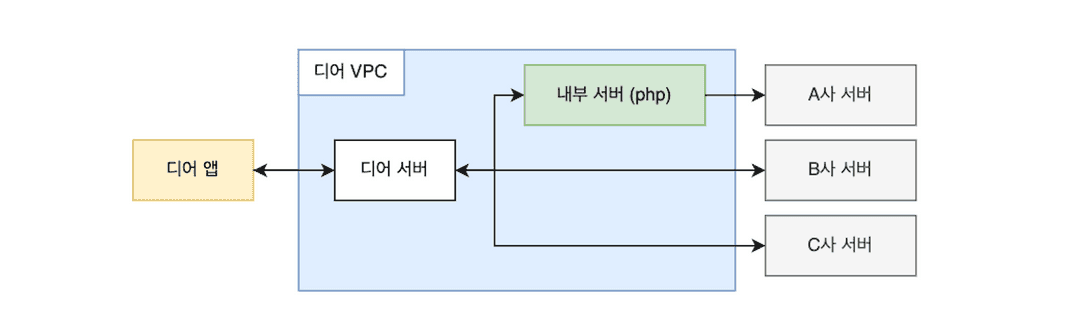 디어 VPC
내부 서버 (php)
A사 서버
디어 앱
디어 서버
B사 서버
C사 서버